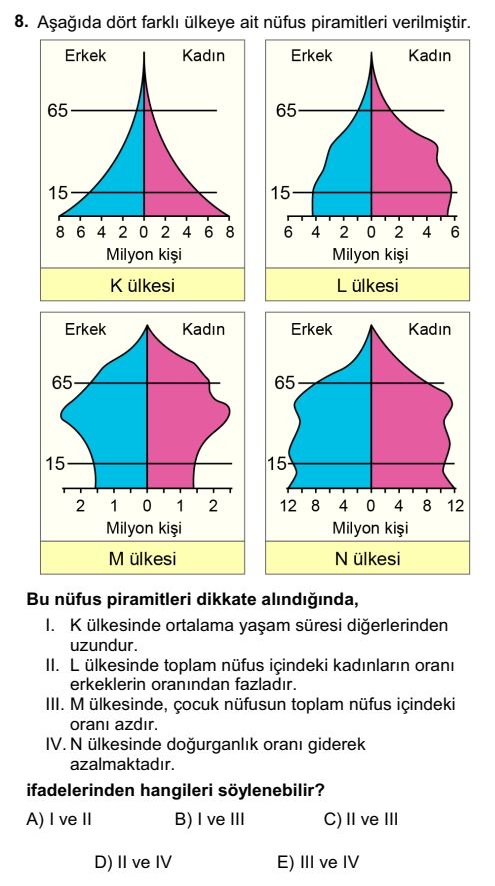 8. Aşağıda dört farklı ülkeye ait nüfus piramitleri verilmiştir.
Erkek Kadın
65
15
8 6 4 2 0 2 4 6 8
Milyon kişi
K ülkesi
Erkek Kadın
65
15
6 4 2 0 2 4 6
Milyon kişi
L ülkesi
Erkek Kadın
65
15
2 1 0 1 2
Milyon kişi
M ülkesi
Erkek Kadın
65
15
12 8 4 0 4 8 12
Milyon kişi
N ülkesi
Bu nüfus piramitleri dikkate alındığında,
I. K ülkesinde ortalama yaşam süresi diğerlerinden
uzundur.
II. L ülkesinde toplam nüfus içindeki kadınların oranı
erkeklerin oranından fazladır.
III. M ülkesinde, çocuk nüfusun toplam nüfus içindeki
oranı azdır.
IV. N ülkesinde doğurganlık oranı giderek
azalmaktadır.
ifadelerinden hangileri söylenebilir?
A) I ve II B) I ve III C) II ve III
D) II ve IV E) III ve IV